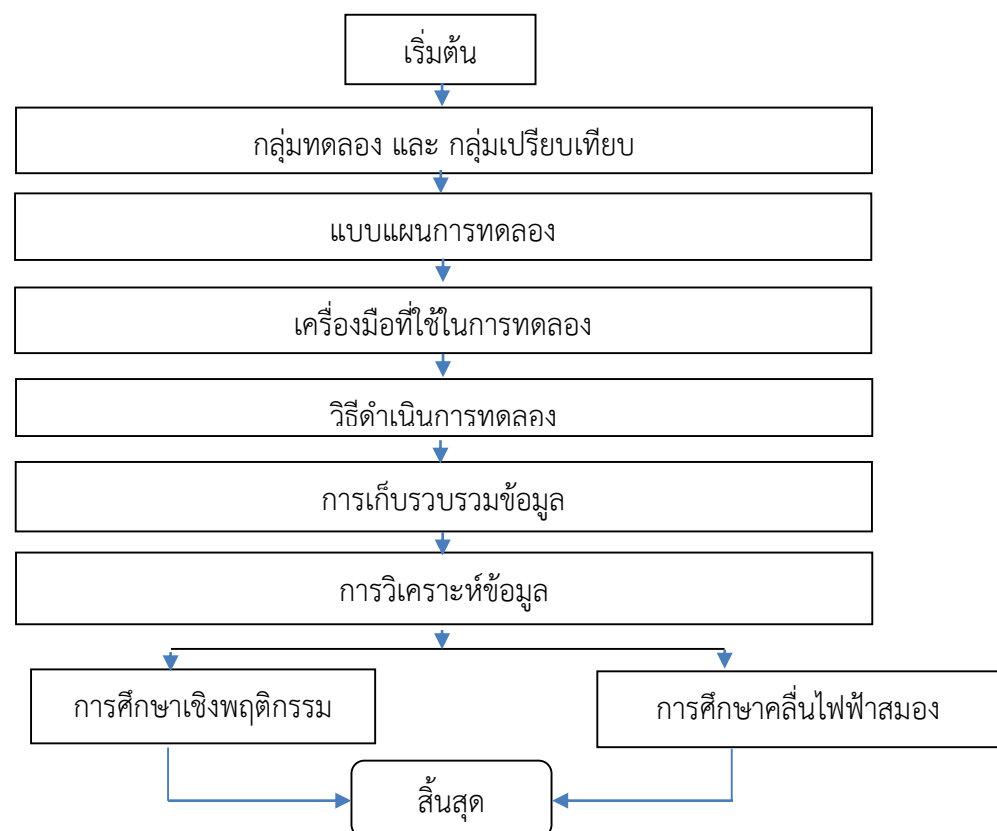 เริ่มต้น
กลุ่มทดลอง และ กลุ่มเปรียบเทียบ
แบบแผนการทดลอง
เครื่องมือที่ใช้ในการทดลอง
วิธีดำเนินการทดลอง
การเก็บรวบรวมข้อมูล
การวิเคราะห์ข้อมูล
การศึกษาเชิงพฤติกรรม
การศึกษาคลื่นไฟฟ้าสมอง
สิ้นสุด